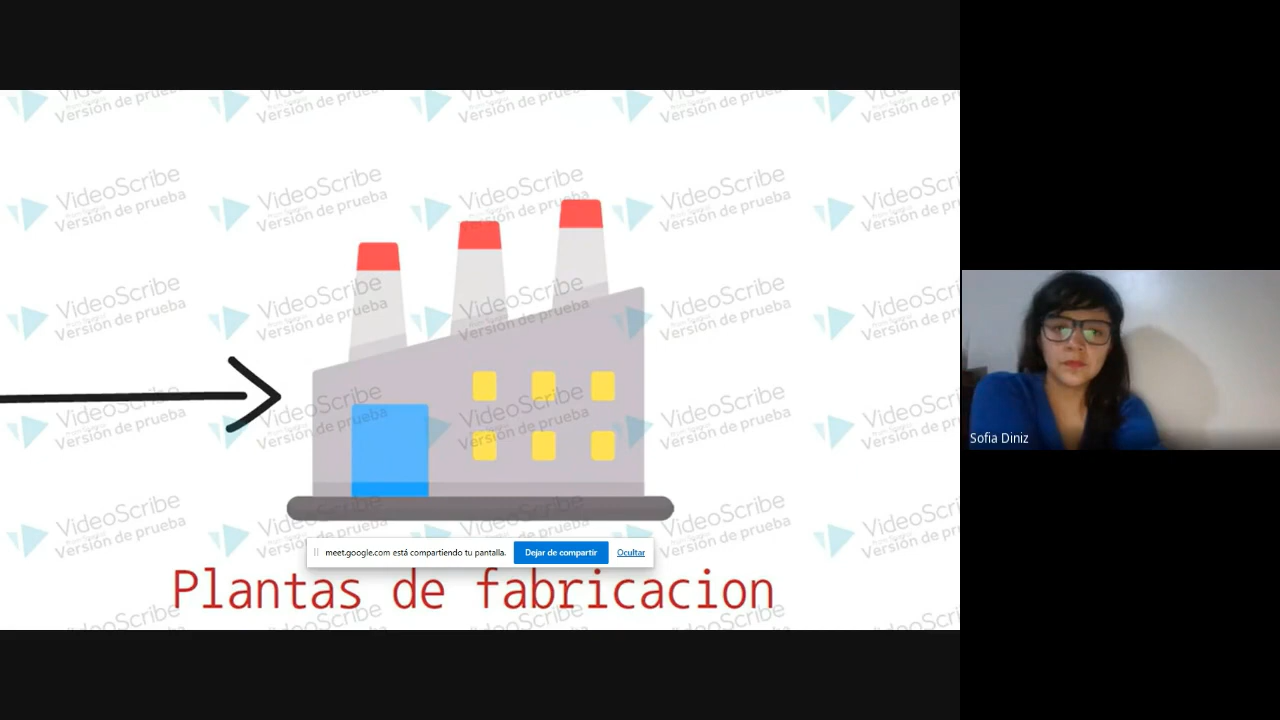 VideoScribe
Versión de prueba
meet.google.com está compartiendo tu pantalla.
Dejar de compartir
Ocultar
Plantas de fabricacion
Sofia Diniz